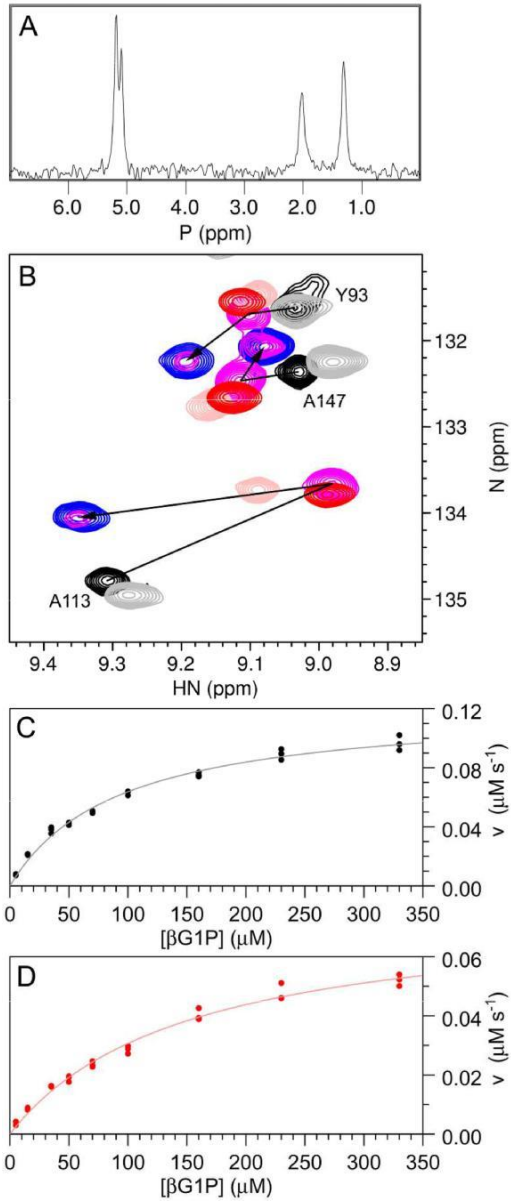 A
6.0 5.0 4.0 3.0 2.0 1.0
P (ppm)
B
Y93
A147
A113
132
133
134
135
N (ppm)
9.4 9.3 9.2 9.1 9.0 8.9
HN (ppm)
C
0.12
0.08
0.04
0.00
v (μM s⁻¹)
0 50 100 150 200 250 300 350
[βG1P] (μM)
D
0.06
0.04
0.02
0.00
v (μM s⁻¹)
0 50 100 150 200 250 300 350
[βG1P] (μM)